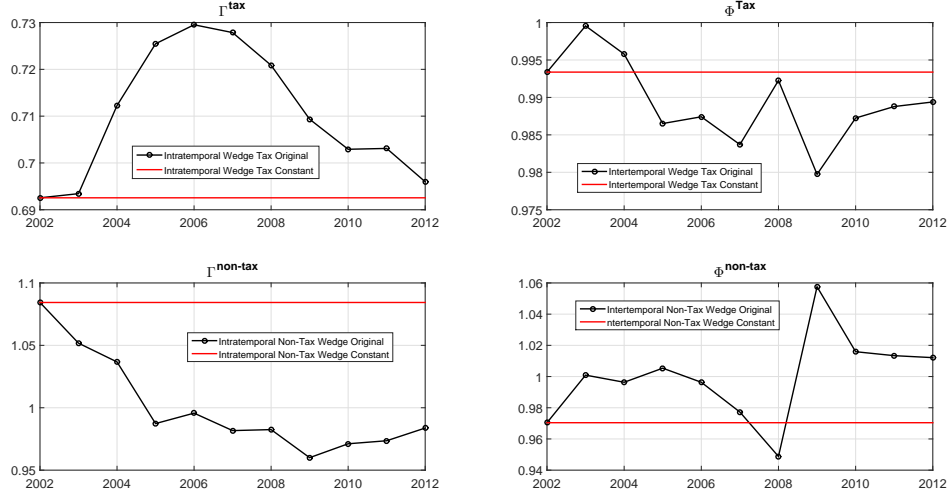 Γtax
0.73
0.72
0.71
0.7
0.69
Intratemporal Wedge Tax Original
Intratemporal Wedge Tax Constant
2002 2004 2006 2008 2010 2012
ΦTax
1
0.995
0.99
0.985
0.98
0.975
Intertemporal Wedge Tax Original
Intertemporal Wedge Tax Constant
2002 2004 2006 2008 2010 2012
Γnon-tax
1.1
1.05
1
0.95
Intratemporal Non-Tax Wedge Original
Intratemporal Non-Tax Wedge Constant
2002 2004 2006 2008 2010 2012
Φnon-tax
1.06
1.04
1.02
1
0.98
0.96
0.94
Intertemporal Non-Tax Wedge Original
ntertemporal Non-Tax Wedge Constant
2002 2004 2006 2008 2010 2012